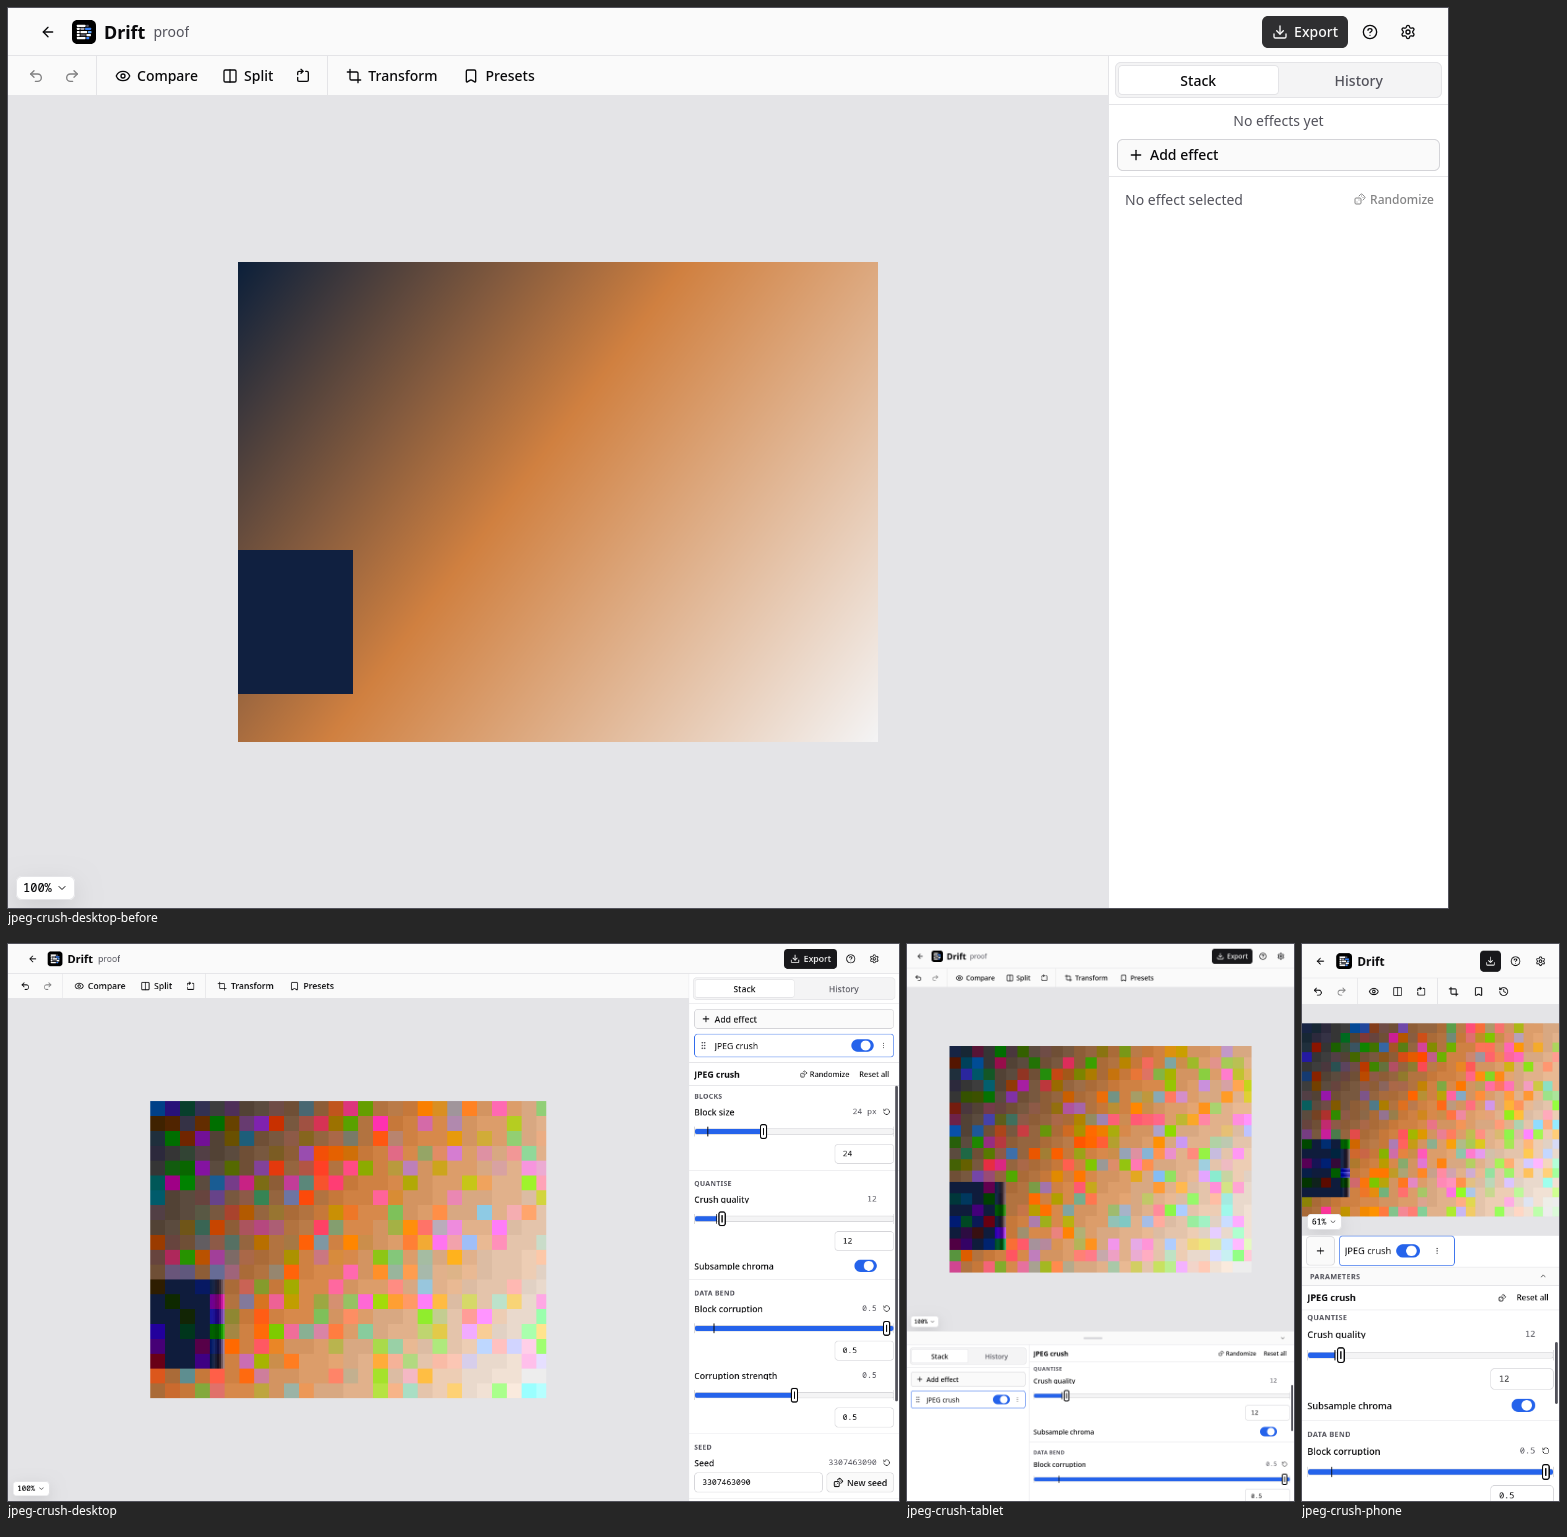 Drift proof
Export
Compare
Split
Transform
Presets
Stack
History
No effects yet
Add effect
No effect selected
Randomize
100%
jpeg-crush-desktop-before
Drift proof
Export
Compare
Split
Transform
Presets
Stack
History
Add effect
JPEG crush
JPEG crush
Randomize
Reset all
BLOCKS
Block size
24 px
24
QUANTISE
Crush quality
12
12
Subsample chroma
DATA BEND
Block corruption
0.5
0.5
Corruption strength
0.5
0.5
SEED
Seed
3307463090
3307463090
New seed
100%
jpeg-crush-desktop
Drift proof
Export
Compare
Split
Transform
Presets
100%
Stack
History
Add effect
JPEG crush
JPEG crush
Randomize
Reset all
QUANTISE
Crush quality
12
12
Subsample chroma
DATA BEND
Block corruption
0.5
0.5
jpeg-crush-tablet
Drift
61%
JPEG crush
PARAMETERS
JPEG crush
Reset all
QUANTISE
Crush quality
12
12
Subsample chroma
DATA BEND
Block corruption
0.5
0.5
jpeg-crush-phone